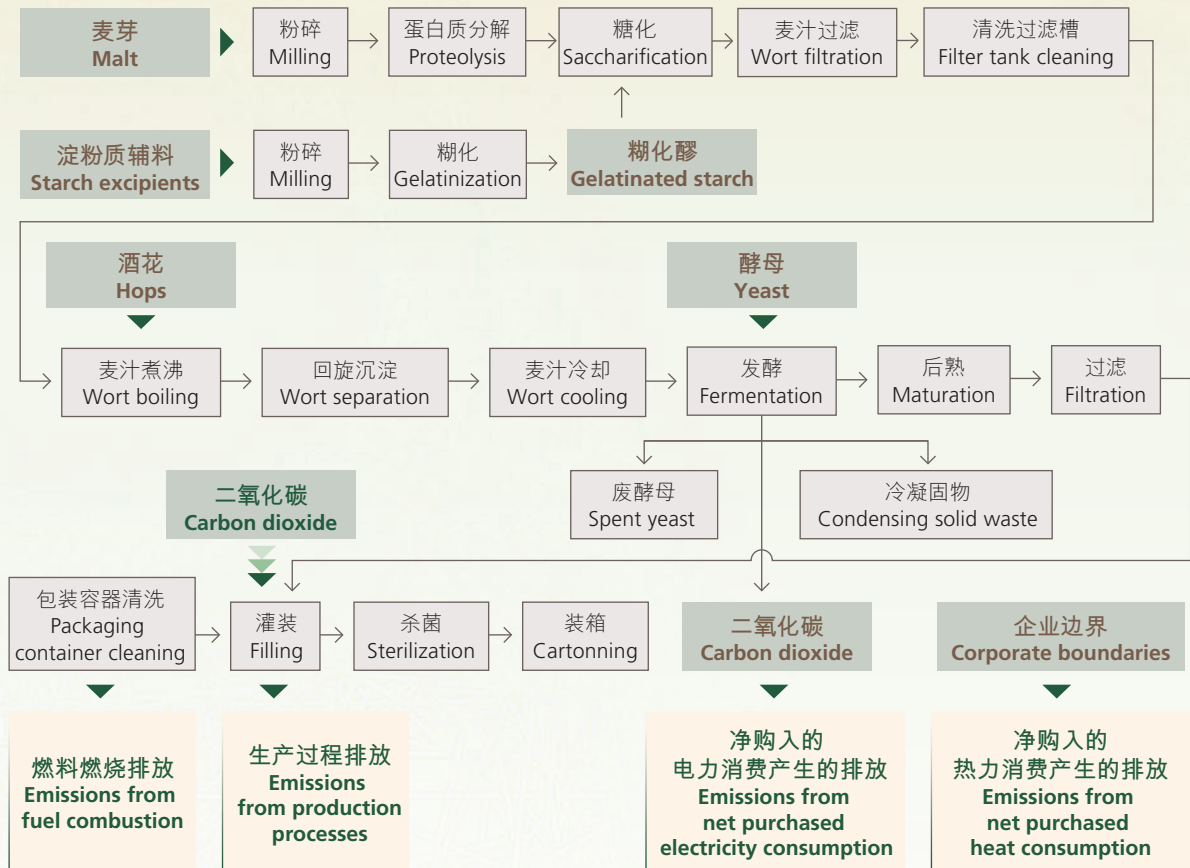 麦芽
Malt
粉碎
Milling
蛋白质分解
Proteolysis
糖化
Saccharification
麦汁过滤
Wort filtration
清洗过滤槽
Filter tank cleaning
淀粉质辅料
Starch excipients
粉碎
Milling
糊化
Gelatinization
糊化醪
Gelatinated starch
酒花
Hops
酵母
Yeast
麦汁煮沸
Wort boiling
回旋沉淀
Wort separation
麦汁冷却
Wort cooling
发酵
Fermentation
后熟
Maturation
过滤
Filtration
二氧化碳
Carbon dioxide
废酵母
Spent yeast
冷凝固物
Condensing solid waste
包装容器清洗
Packaging
container cleaning
灌装
Filling
杀菌
Sterilization
装箱
Cartonning
二氧化碳
Carbon dioxide
企业边界
Corporate boundaries
燃料燃烧排放
Emissions from
fuel combustion
生产过程排放
Emissions
from production
processes
净购入的
电力消费产生的排放
Emissions from
net purchased
electricity consumption
净购入的
热力消费产生的排放
Emissions from
net purchased
heat consumption